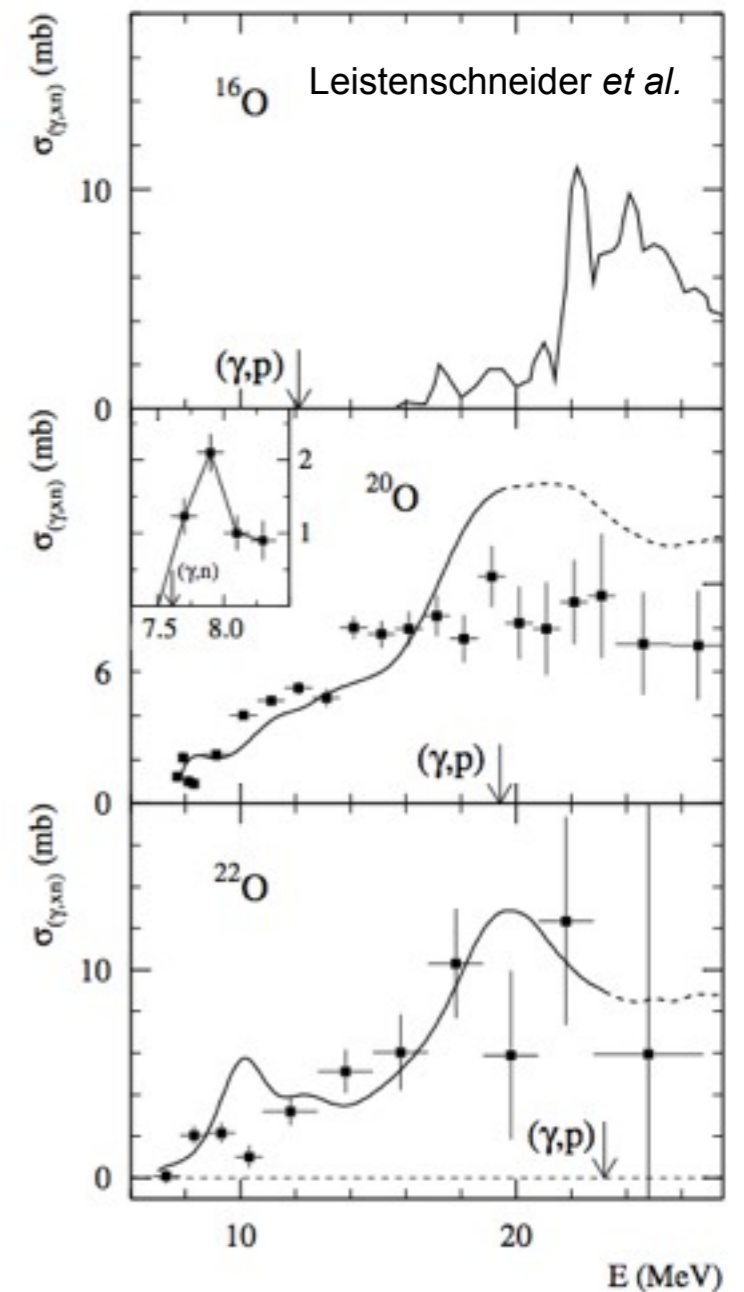 σ(γ,xn) (mb)
¹⁶O Leistenschneider et al.
10
(γ,p)
0
σ(γ,xn) (mb)
2
²⁰O
1
(γ,n)
7.5 8.0
6
(γ,p)
0
σ(γ,xn) (mb)
²²O
10
(γ,p)
0
10 20
E (MeV)